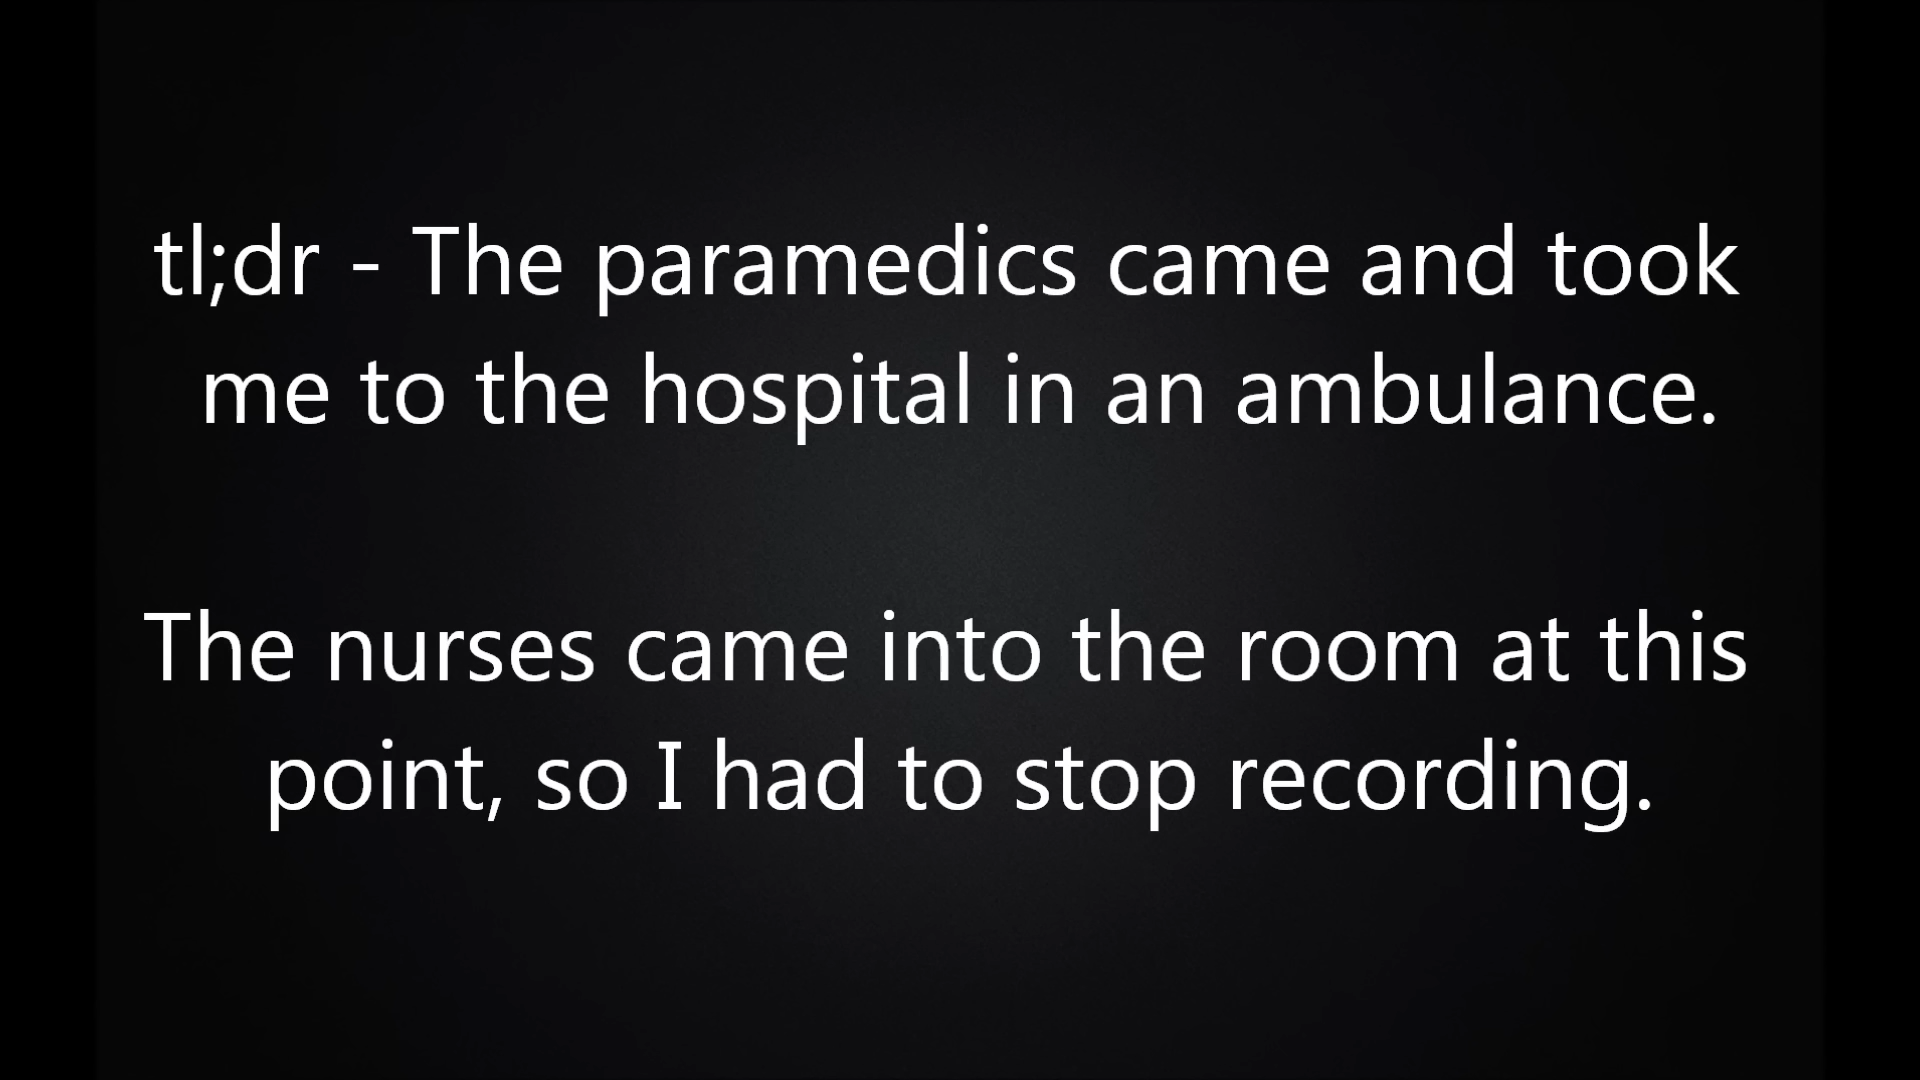 tl;dr - The paramedics came and took
me to the hospital in an ambulance.
The nurses came into the room at this
point, so I had to stop recording.